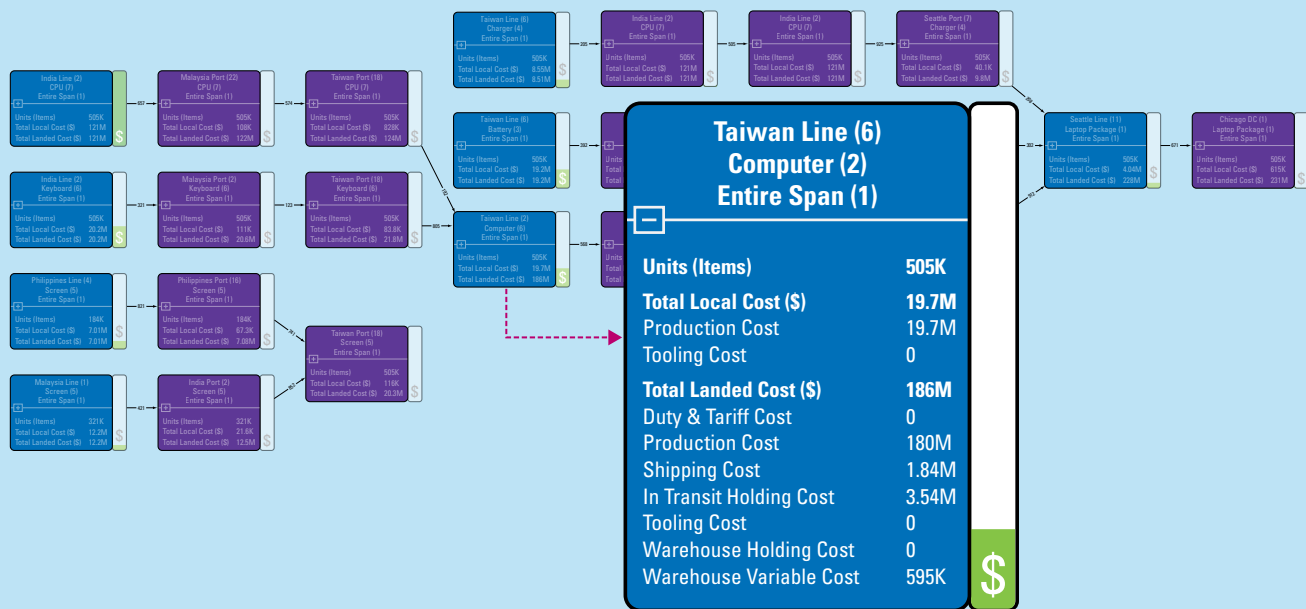 Taiwan Line (6)
Charger (4)
Entire Span (1)
Units (Items) 505K
Total Local Cost ($) 8.55M
Total Landed Cost ($) 8.51M
205
India Line (2)
CPU (7)
Entire Span (1)
Units (Items) 505K
Total Local Cost ($) 121M
Total Landed Cost ($) 121M
505
India Line (2)
CPU (7)
Entire Span (1)
Units (Items) 505K
Total Local Cost ($) 121M
Total Landed Cost ($) 121M
925
Seattle Port (7)
Charger (4)
Entire Span (1)
Units (Items) 505K
Total Local Cost ($) 40.1K
Total Landed Cost ($) 9.8M
India Line (2)
CPU (7)
Entire Span (1)
Units (Items) 505K
Total Local Cost ($) 121M
Total Landed Cost ($) 121M
657
Malaysia Port (22)
CPU (7)
Entire Span (1)
Units (Items) 505K
Total Local Cost ($) 108K
Total Landed Cost ($) 122M
574
Taiwan Port (18)
CPU (7)
Entire Span (1)
Units (Items) 505K
Total Local Cost ($) 828K
Total Landed Cost ($) 124M
Taiwan Line (6)
Battery (3)
Entire Span (1)
Units (Items) 505K
Total Local Cost ($) 19.2M
Total Landed Cost ($) 19.2M
392
Seattle Line (11)
Laptop Package (1)
Entire Span (1)
Units (Items) 505K
Total Local Cost ($) 4.04M
Total Landed Cost ($) 226M
671
Chicago DC (1)
Laptop Package (1)
Entire Span (1)
Units (Items) 505K
Total Local Cost ($) 615K
Total Landed Cost ($) 231M
India Line (2)
Keyboard (6)
Entire Span (1)
Units (Items) 505K
Total Local Cost ($) 20.2M
Total Landed Cost ($) 20.2M
331
Malaysia Port (2)
Keyboard (6)
Entire Span (1)
Units (Items) 505K
Total Local Cost ($) 111K
Total Landed Cost ($) 20.6M
123
Taiwan Port (18)
Keyboard (6)
Entire Span (1)
Units (Items) 505K
Total Local Cost ($) 83.8K
Total Landed Cost ($) 21.8M
805
Taiwan Line (2)
Computer (6)
Entire Span (1)
Units (Items) 505K
Total Local Cost ($) 19.7M
Total Landed Cost ($) 186M
568
Philippines Line (4)
Screen (5)
Entire Span (1)
Units (Items) 184K
Total Local Cost ($) 7.01M
Total Landed Cost ($) 7.01M
831
Philippines Port (16)
Screen (5)
Entire Span (1)
Units (Items) 184K
Total Local Cost ($) 67.3K
Total Landed Cost ($) 7.08M
Taiwan Port (18)
Screen (5)
Entire Span (1)
Units (Items) 505K
Total Local Cost ($) 116K
Total Landed Cost ($) 20.3M
Malaysia Line (1)
Screen (5)
Entire Span (1)
Units (Items) 321K
Total Local Cost ($) 12.2M
Total Landed Cost ($) 12.2M
431
India Port (2)
Screen (5)
Entire Span (1)
Units (Items) 321K
Total Local Cost ($) 21.6K
Total Landed Cost ($) 12.5M
Taiwan Line (6)
Computer (2)
Entire Span (1)
Units (Items) 505K
Total Local Cost ($) 19.7M
Production Cost 19.7M
Tooling Cost 0
Total Landed Cost ($) 186M
Duty & Tariff Cost 0
Production Cost 180M
Shipping Cost 1.84M
In Transit Holding Cost 3.54M
Tooling Cost 0
Warehouse Holding Cost 0
Warehouse Variable Cost 595K
$